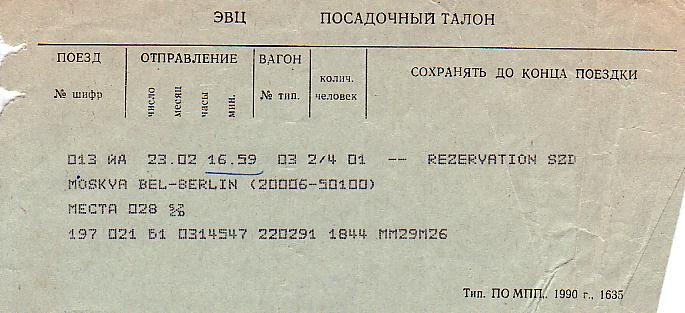 ЭВЦ ПОСАДОЧНЫЙ ТАЛОН
ПОЕЗД ОТПРАВЛЕНИЕ ВАГОН колич. человек СОХРАНЯТЬ ДО КОНЦА ПОЕЗДКИ
№ шифр число месяц часы мин. № тип.
013 ЙА 23.02 16.59 03 2/4 01 -- REZERVATION SZD
MOSKVA BEL-BERLIN (20006-50100)
МЕСТА 028
197 021 Б1 0314547 220291 1844 MM29M26
Тип. ПО МПП., 1990 г., 1635